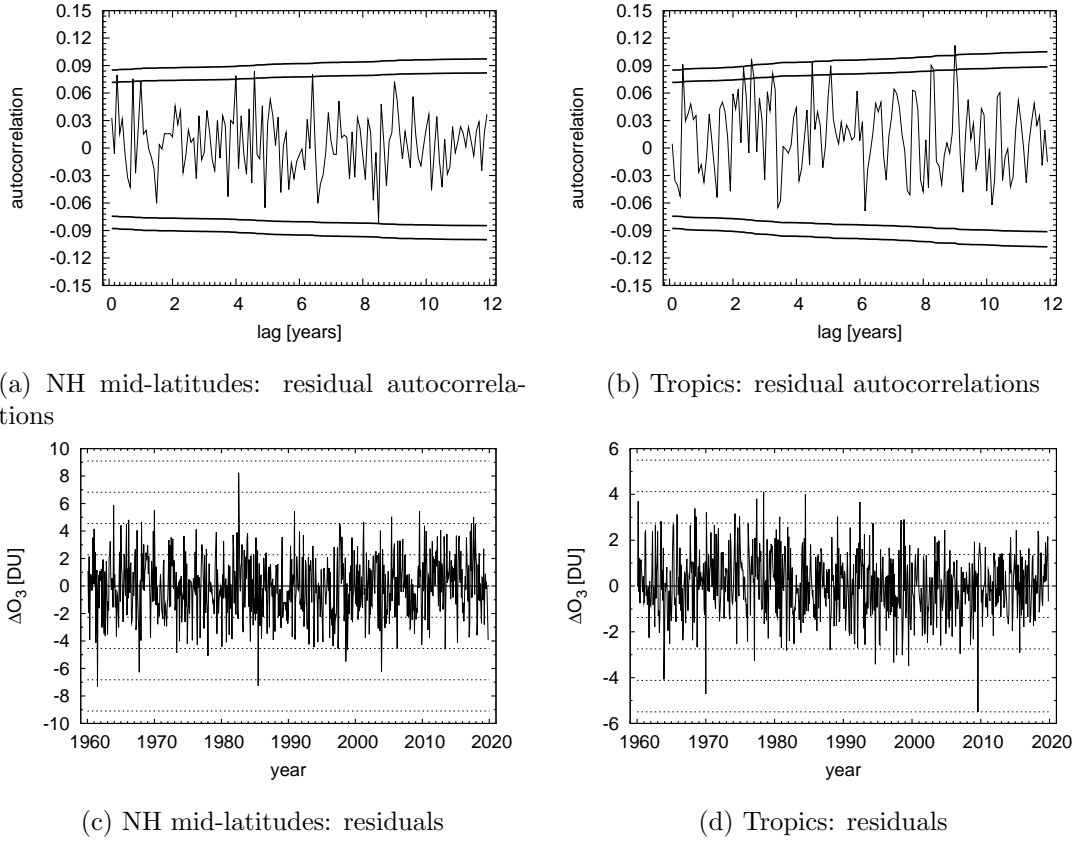 0.15
0.12
0.09
0.06
0.03
0
-0.03
-0.06
-0.09
-0.12
-0.15
autocorrelation
0 2 4 6 8 10 12
lag [years]
(a) NH mid-latitudes: residual autocorrela-
tions
0.15
0.12
0.09
0.06
0.03
0
-0.03
-0.06
-0.09
-0.12
-0.15
autocorrelation
0 2 4 6 8 10 12
lag [years]
(b) Tropics: residual autocorrelations
10
8
6
4
2
0
-2
-4
-6
-8
-10
ΔO3 [DU]
1960 1970 1980 1990 2000 2010 2020
year
(c) NH mid-latitudes: residuals
6
4
2
0
-2
-4
-6
ΔO3 [DU]
1960 1970 1980 1990 2000 2010 2020
year
(d) Tropics: residuals